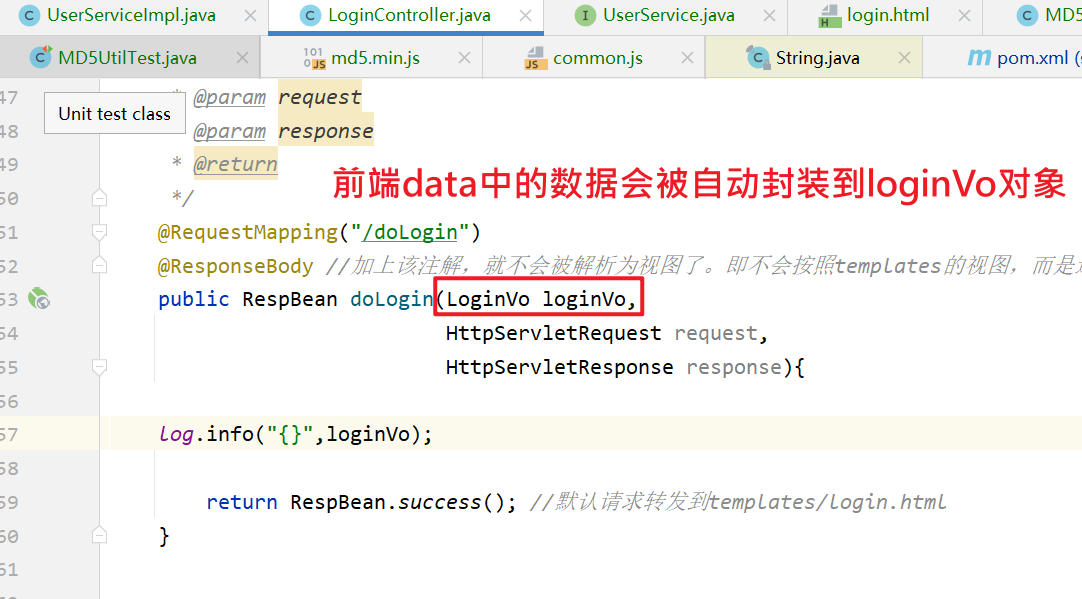 UserServiceImpl.java LoginController.java UserService.java login.html MD5
MD5UtilTest.java md5.min.js common.js String.java pom.xml (s
47 * @param request
Unit test class
48 @param response
49 * @return
前端data中的数据会被自动封装到loginVo对象
50 */
51 @RequestMapping("/doLogin")
52 @ResponseBody //加上该注解，就不会被解析为视图了。即不会按照templates的视图，而是
53 public RespBean doLogin(LoginVo loginVo,
54 HttpServletRequest request,
55 HttpServletResponse response){
56
57 log.info("{}",loginVo);
58
59 return RespBean.success(); //默认请求转发到templates/login.html
60 }
61